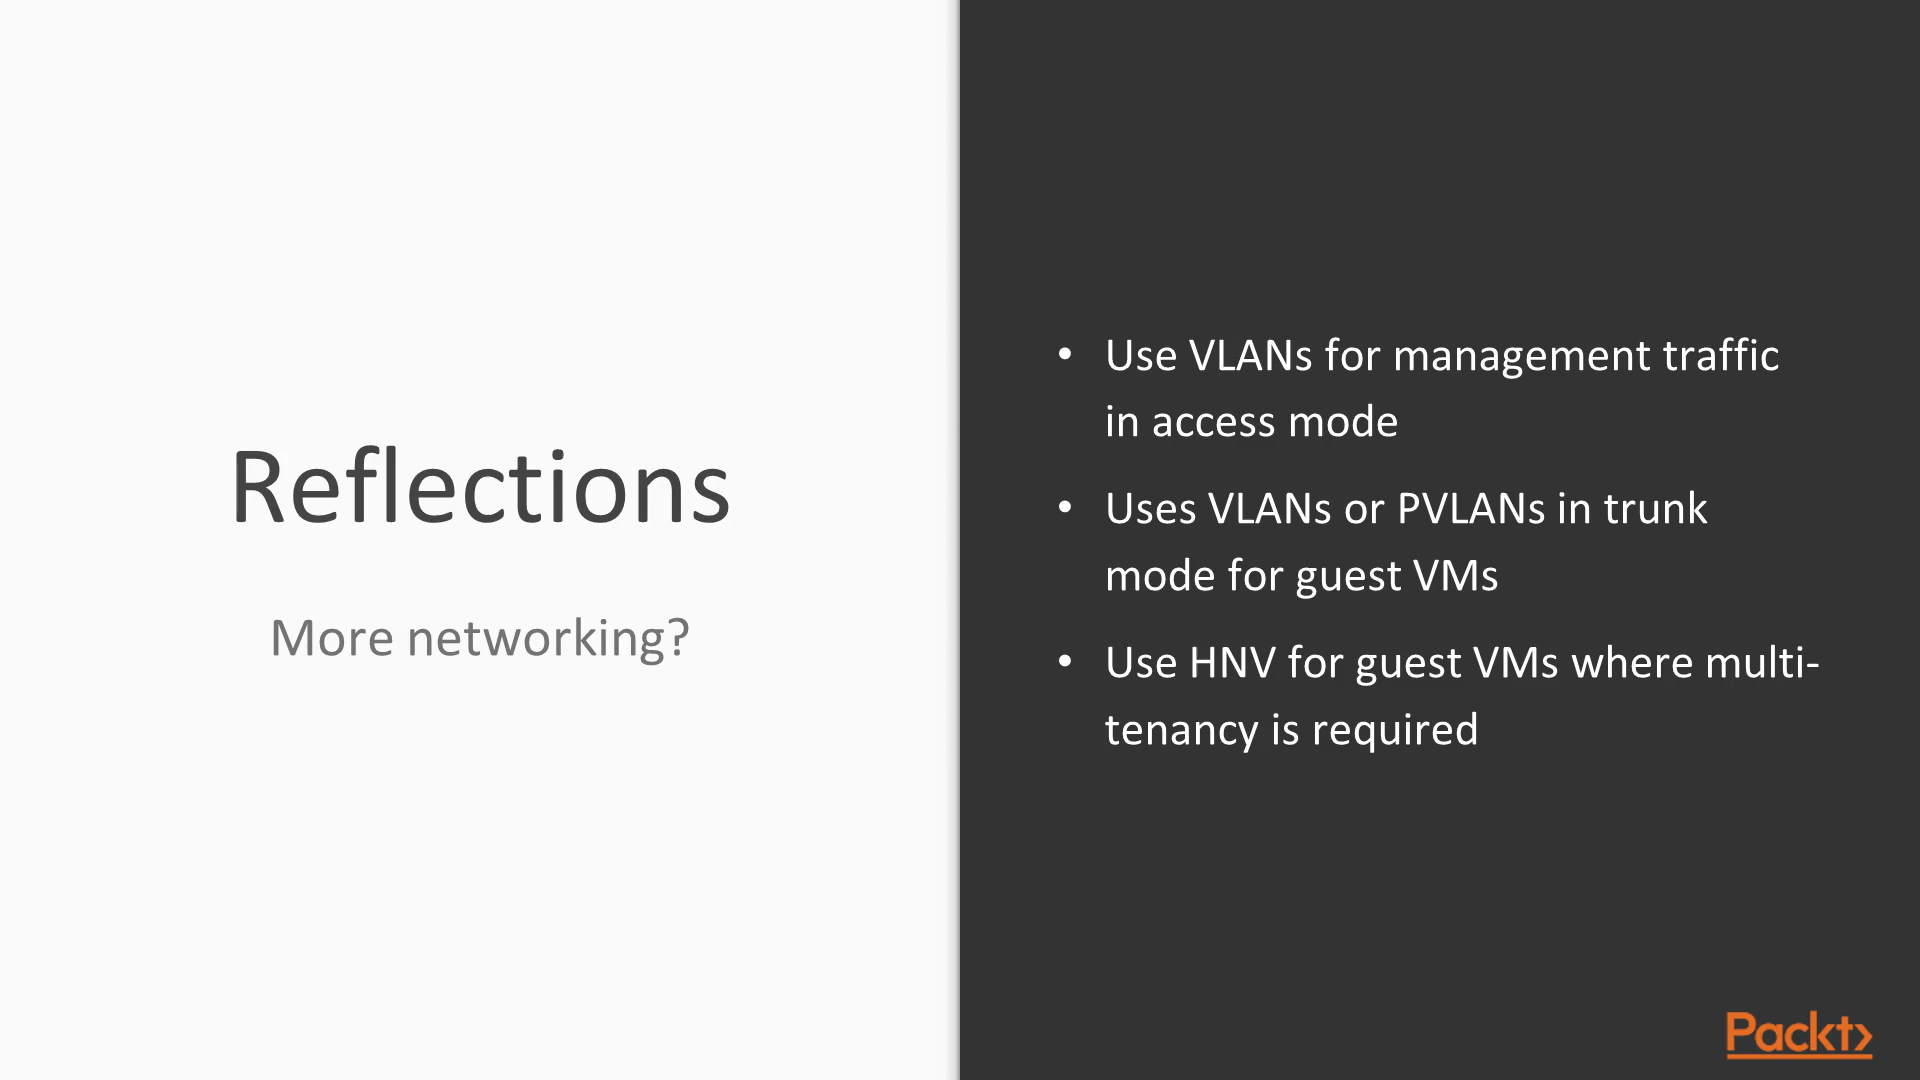 Reflections
More networking?
• Use VLANs for management traffic
in access mode
• Uses VLANs or PVLANs in trunk
mode for guest VMs
• Use HNV for guest VMs where multi-
tenancy is required
Packt>